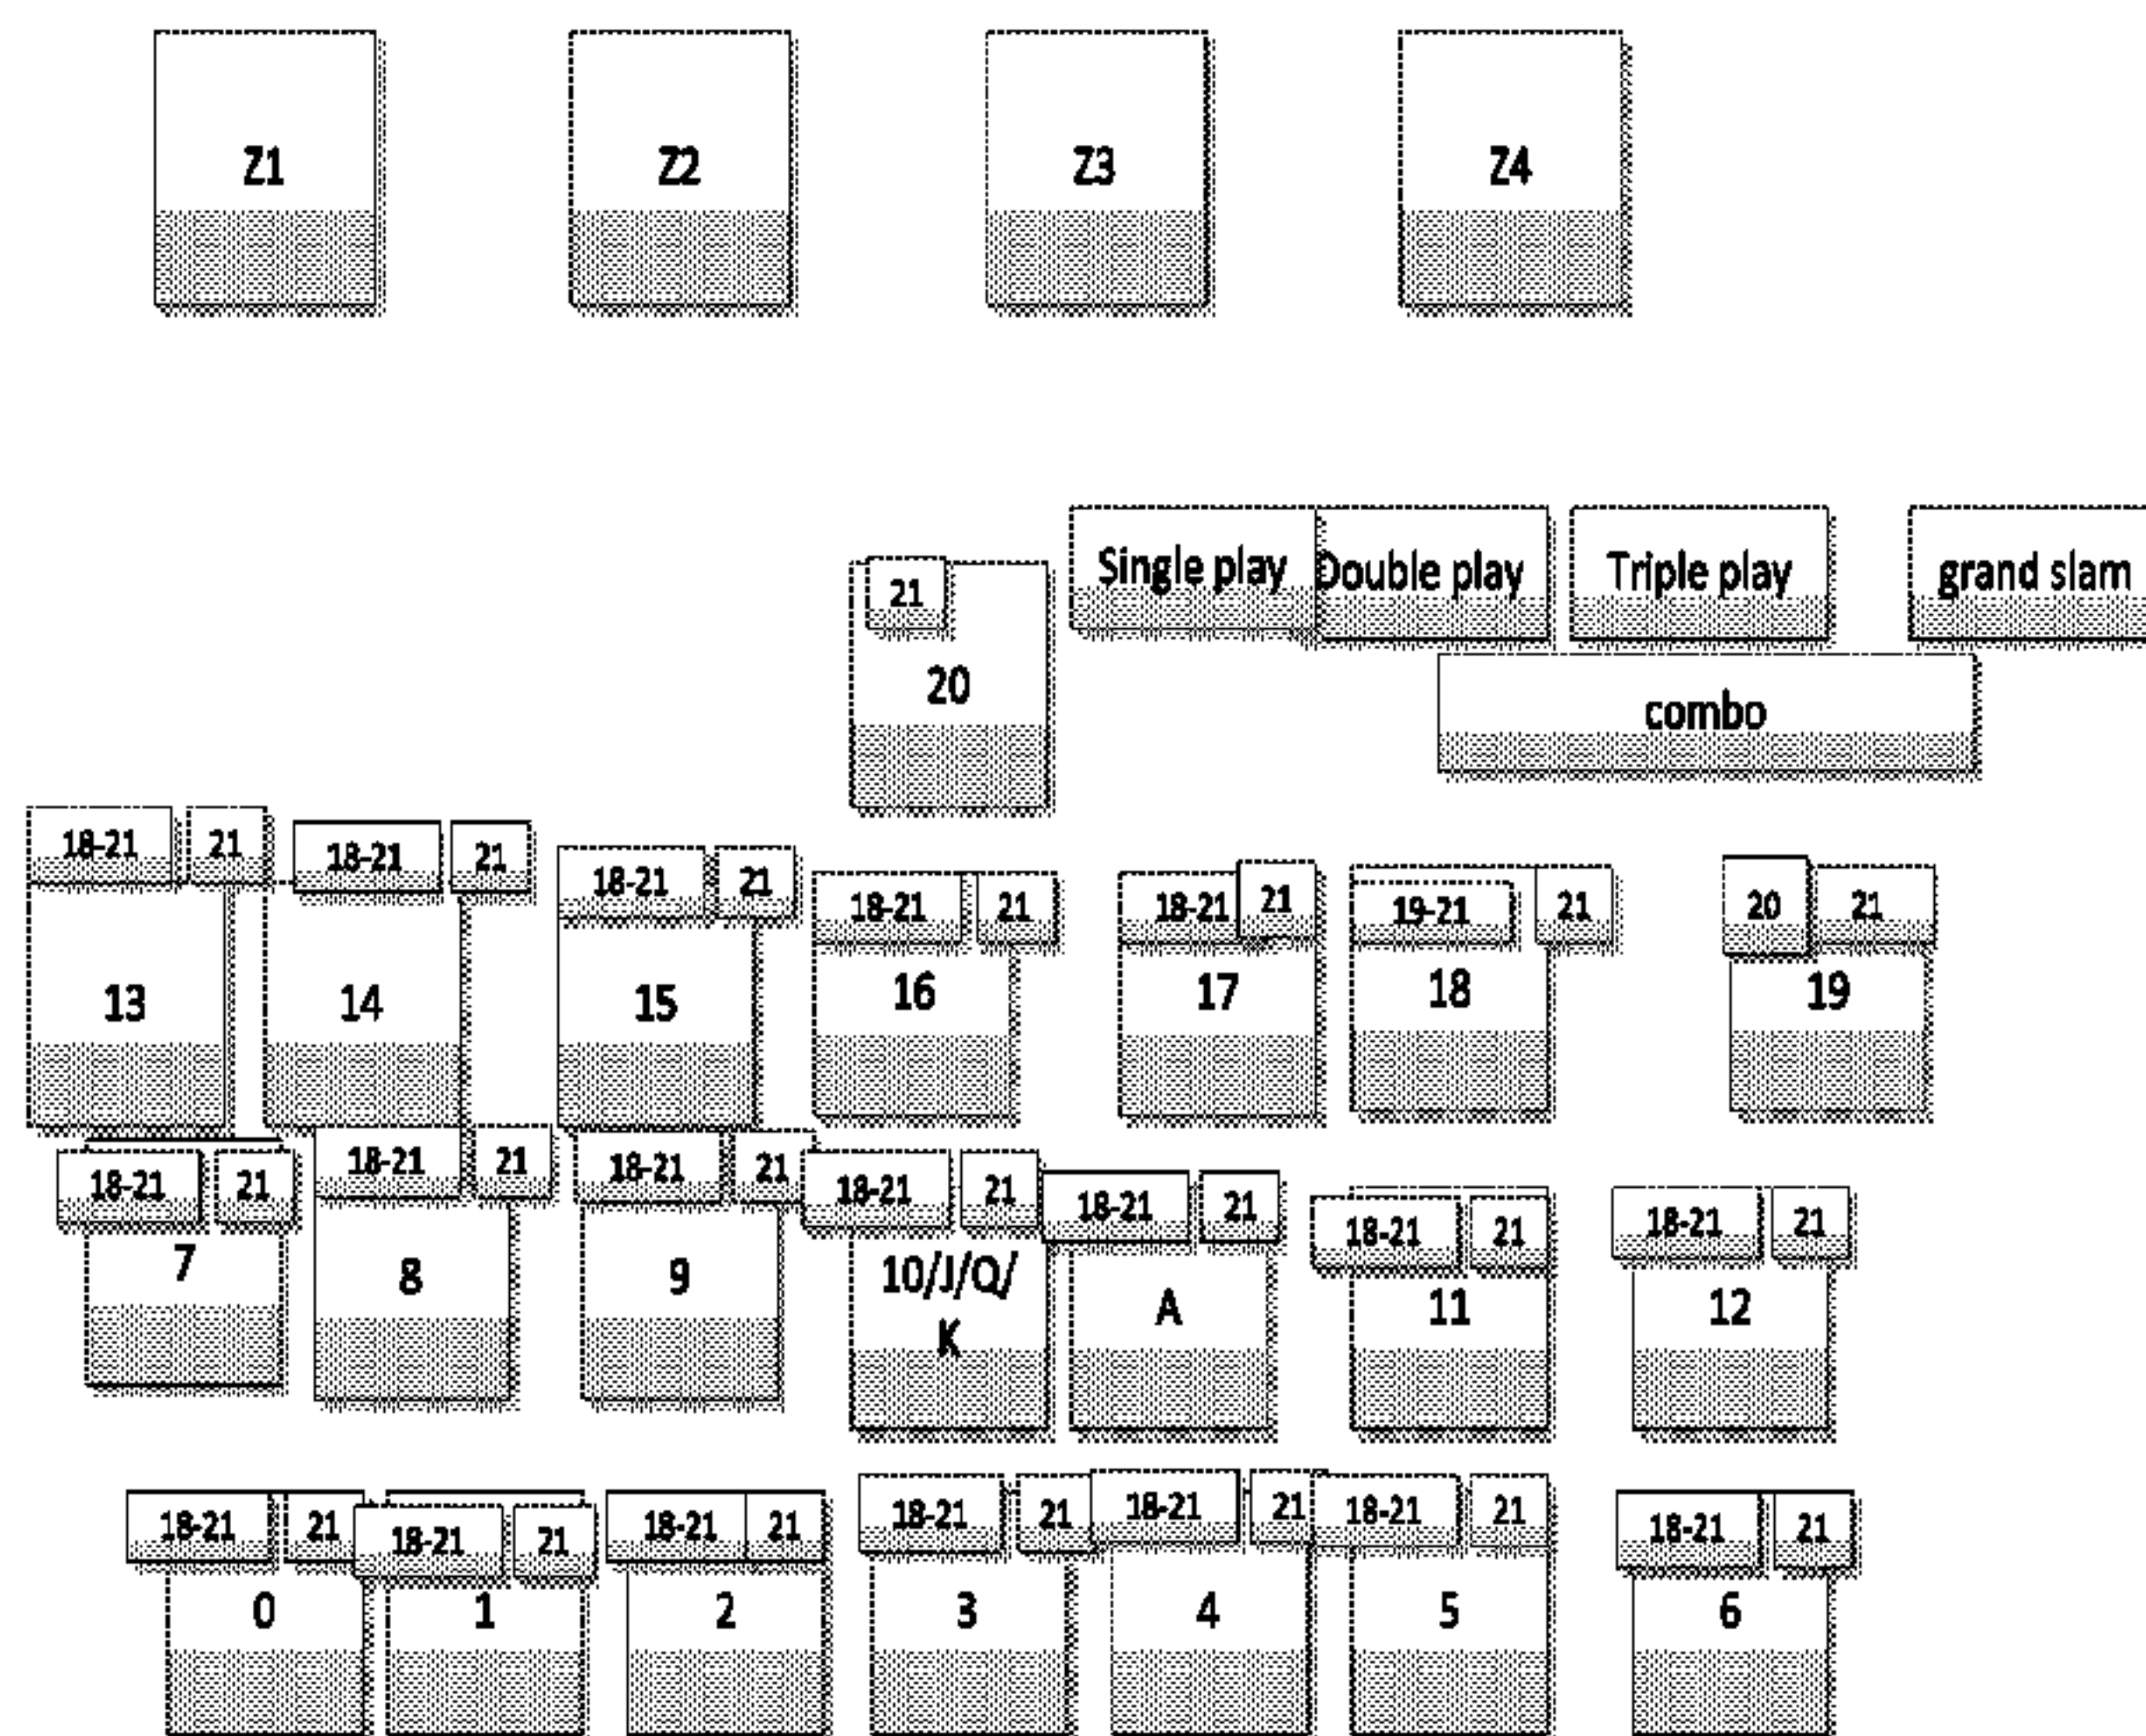 Z1 Z2 Z3 Z4
Single play Double play Triple play grand slam
21
20
combo
18-21 21 18-21 21 18-21 21 18-21 21 18-21 21 19-21 21 20 21
13 14 15 16 17 18 19
18-21 21 18-21 21 18-21 21 18-21 21 18-21 21 18-21 21 18-21 21
7 8 9 10/J/Q/ A 11 12
K
18-21 21 18-21 21 18-21 21 18-21 21 18-21 21 18-21 21 18-21 21
0 1 2 3 4 5 6